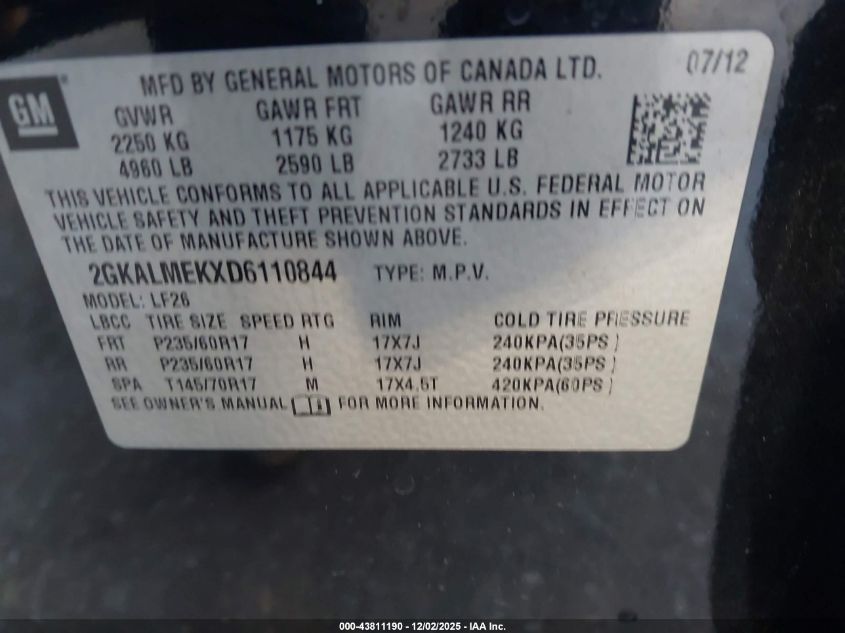 GM
MFD BY GENERAL MOTORS OF CANADA LTD. 07/12
GVWR GAWR FRT GAWR RR
2250 KG 1175 KG 1240 KG
4960 LB 2590 LB 2733 LB
THIS VEHICLE CONFORMS TO ALL APPLICABLE U.S. FEDERAL MOTOR
VEHICLE SAFETY AND THEFT PREVENTION STANDARDS IN EFFECT ON
THE DATE OF MANUFACTURE SHOWN ABOVE.
2GKALMEKXD6110844 TYPE: M.P.V.
MODEL: LF26
LBCC TIRE SIZE SPEED RTG RIM COLD TIRE PRESSURE
FRT P235/60R17 H 17X7J 240KPA(35PS )
RR P235/60R17 H 17X7J 240KPA(35PS )
SPA T145/70R17 M 17X4.5T 420KPA(60PS )
SEE OWNER'S MANUAL FOR MORE INFORMATION.
000-43811190 - 12/02/2025 - IAA Inc.